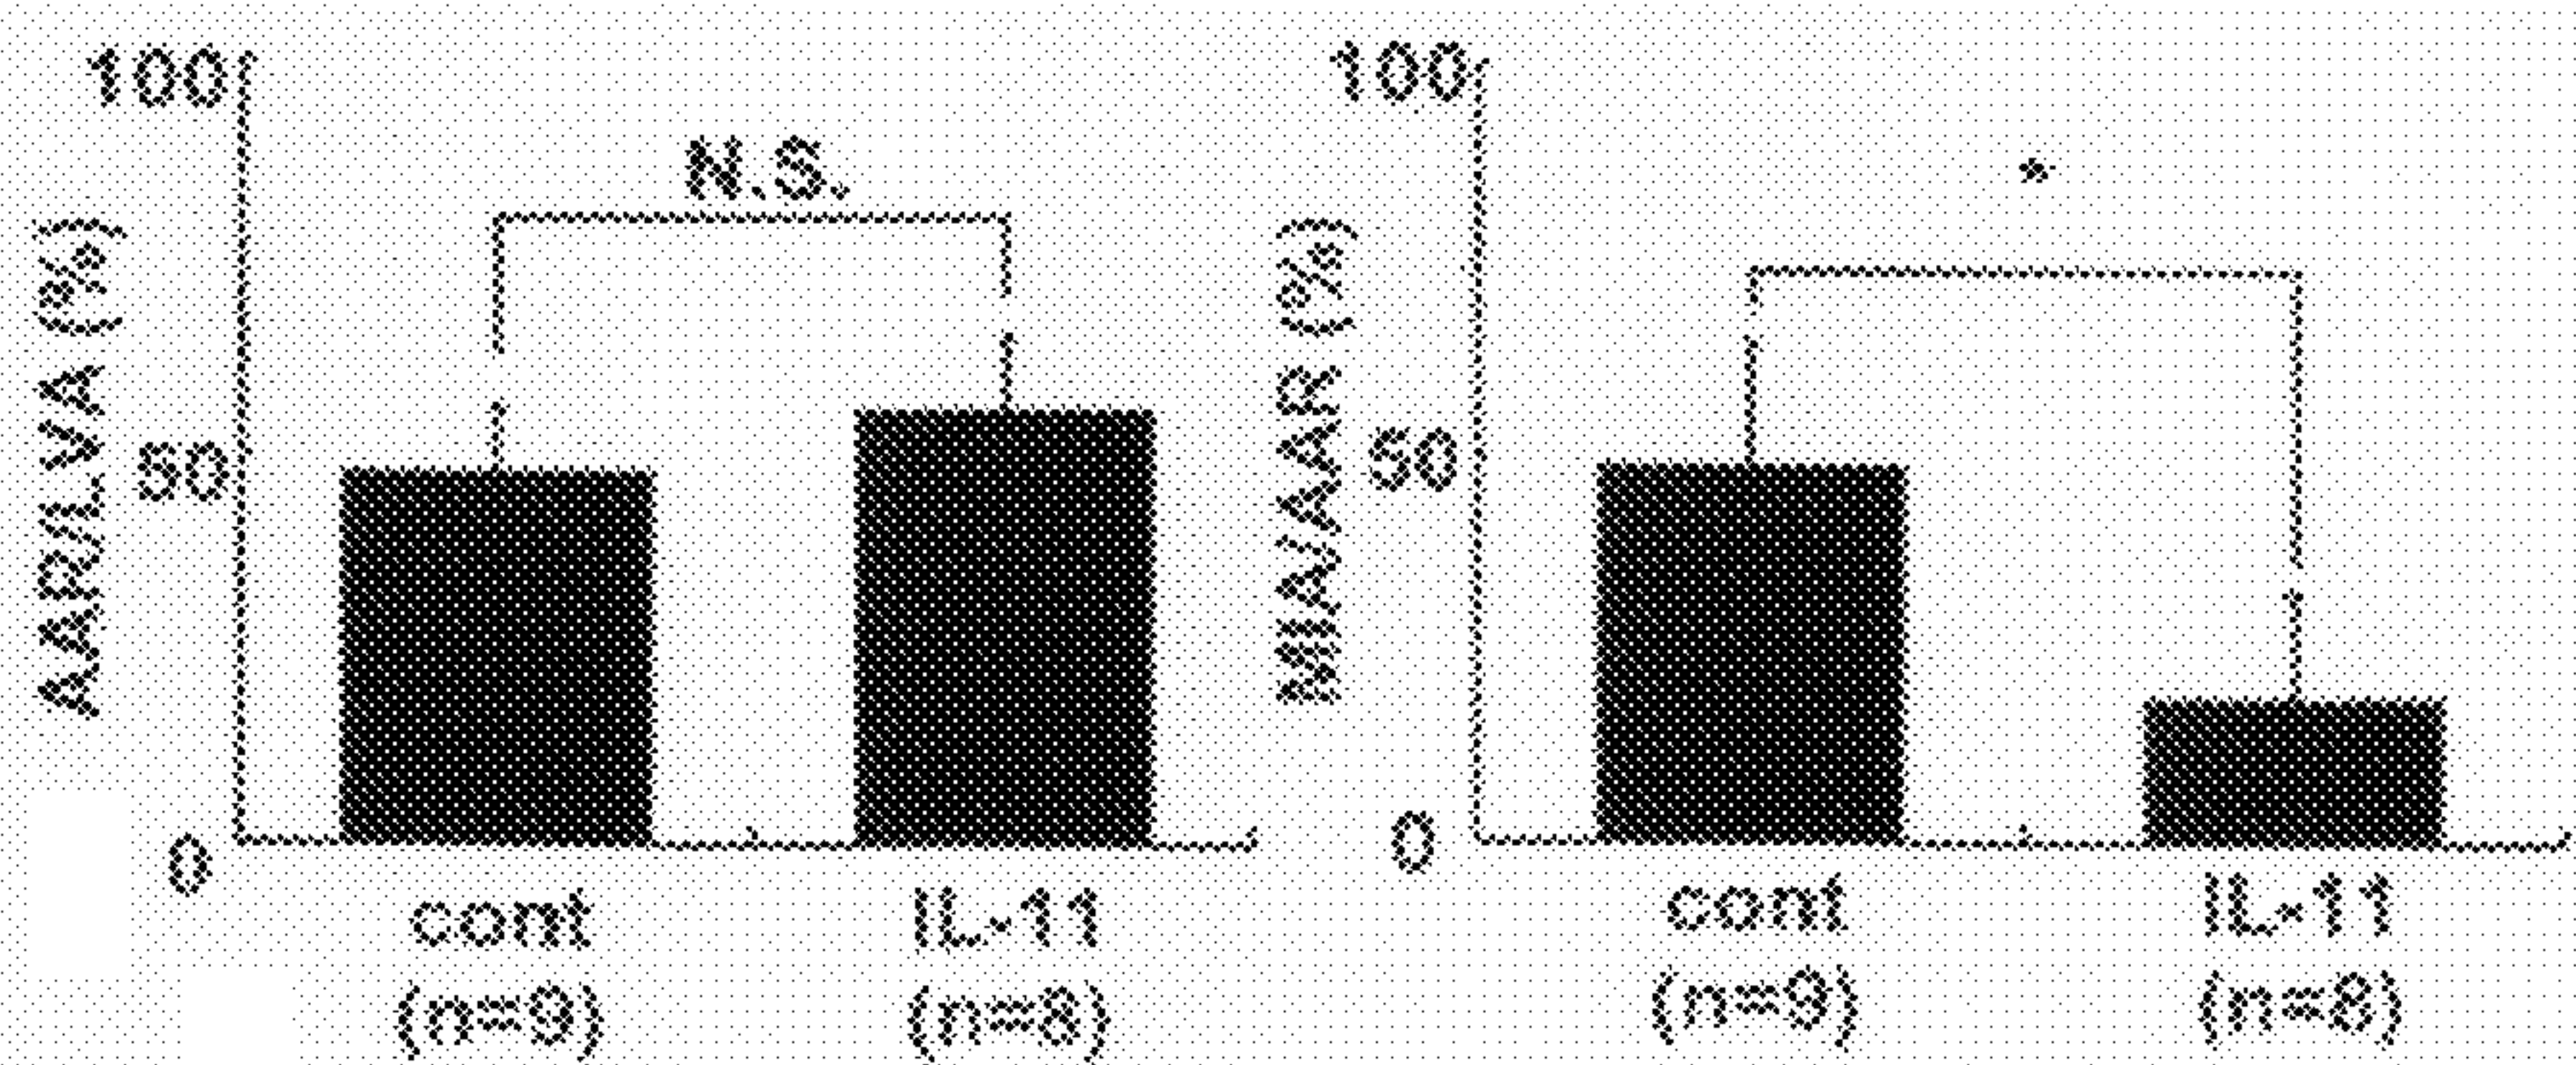 100
N.S.
AAR/LVA (%)
50
0
cont
IL-11
(n=9)
(n=8)
100
*
MIA/AAR (%)
50
0
cont
IL-11
(n=9)
(n=8)